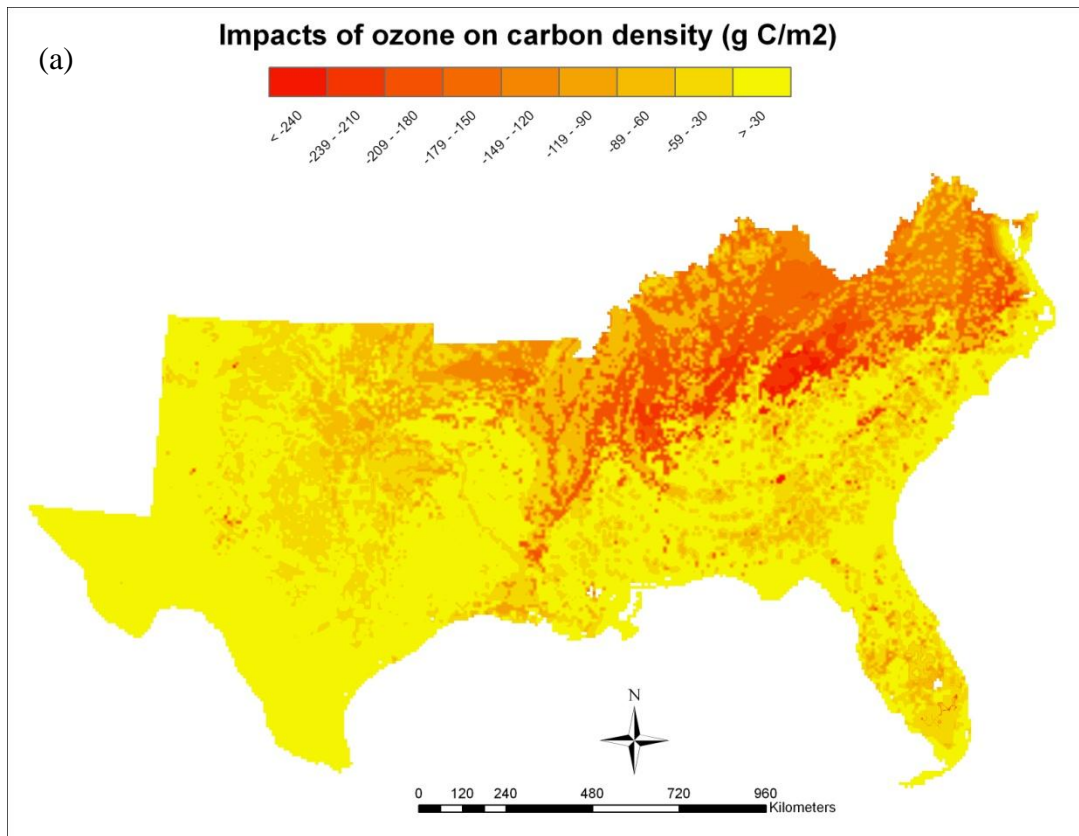 Impacts of ozone on carbon density (g C/m2)
(a)
< -240
-239 - -210
-209 - -180
-179 - -150
-149 - -120
-119 - -90
-89 - -60
-59 - -30
> -30
N
0 120 240 480 720 960
Kilometers